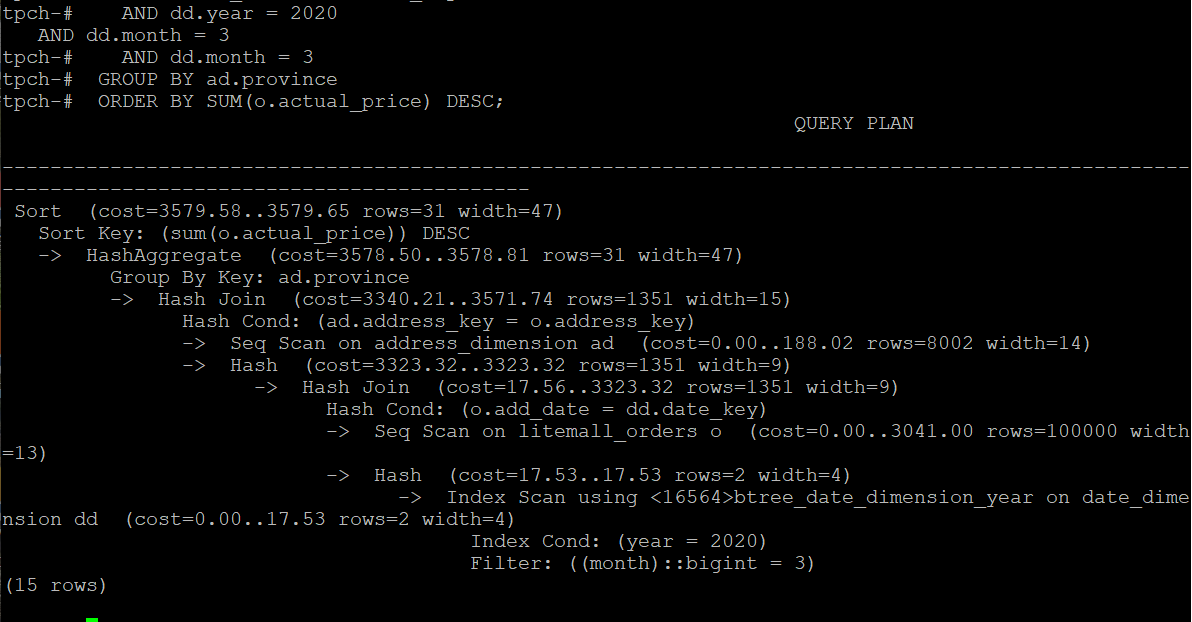 tpch-#    AND dd.year = 2020
   AND dd.month = 3
tpch-#    AND dd.month = 3
tpch-#  GROUP BY ad.province
tpch-#  ORDER BY SUM(o.actual_price) DESC;
QUERY PLAN
---------------------------------------------------------------------------------------------------
--------------------------------------------
 Sort  (cost=3579.58..3579.65 rows=31 width=47)
   Sort Key: (sum(o.actual_price)) DESC
   ->  HashAggregate  (cost=3578.50..3578.81 rows=31 width=47)
         Group By Key: ad.province
         ->  Hash Join  (cost=3340.21..3571.74 rows=1351 width=15)
               Hash Cond: (ad.address_key = o.address_key)
               ->  Seq Scan on address_dimension ad  (cost=0.00..188.02 rows=8002 width=14)
               ->  Hash  (cost=3323.32..3323.32 rows=1351 width=9)
                     ->  Hash Join  (cost=17.56..3323.32 rows=1351 width=9)
                           Hash Cond: (o.add_date = dd.date_key)
                           ->  Seq Scan on litemall_orders o  (cost=0.00..3041.00 rows=100000 width
=13)
                           ->  Hash  (cost=17.53..17.53 rows=2 width=4)
                                 ->  Index Scan using <16564>btree_date_dimension_year on date_dime
nsion dd  (cost=0.00..17.53 rows=2 width=4)
                                       Index Cond: (year = 2020)
                                       Filter: ((month)::bigint = 3)
(15 rows)